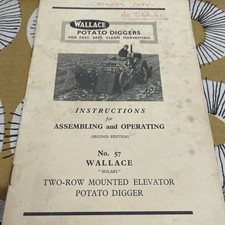 WALLACE
POTATO DIGGERS
FOR FAST, SAFE, CLEAN HARVESTING
INSTRUCTIONS
for
ASSEMBLING and OPERATING
(SECOND EDITION)
No. 57
WALLACE
TWO-ROW MOUNTED ELEVATOR
POTATO DIGGER